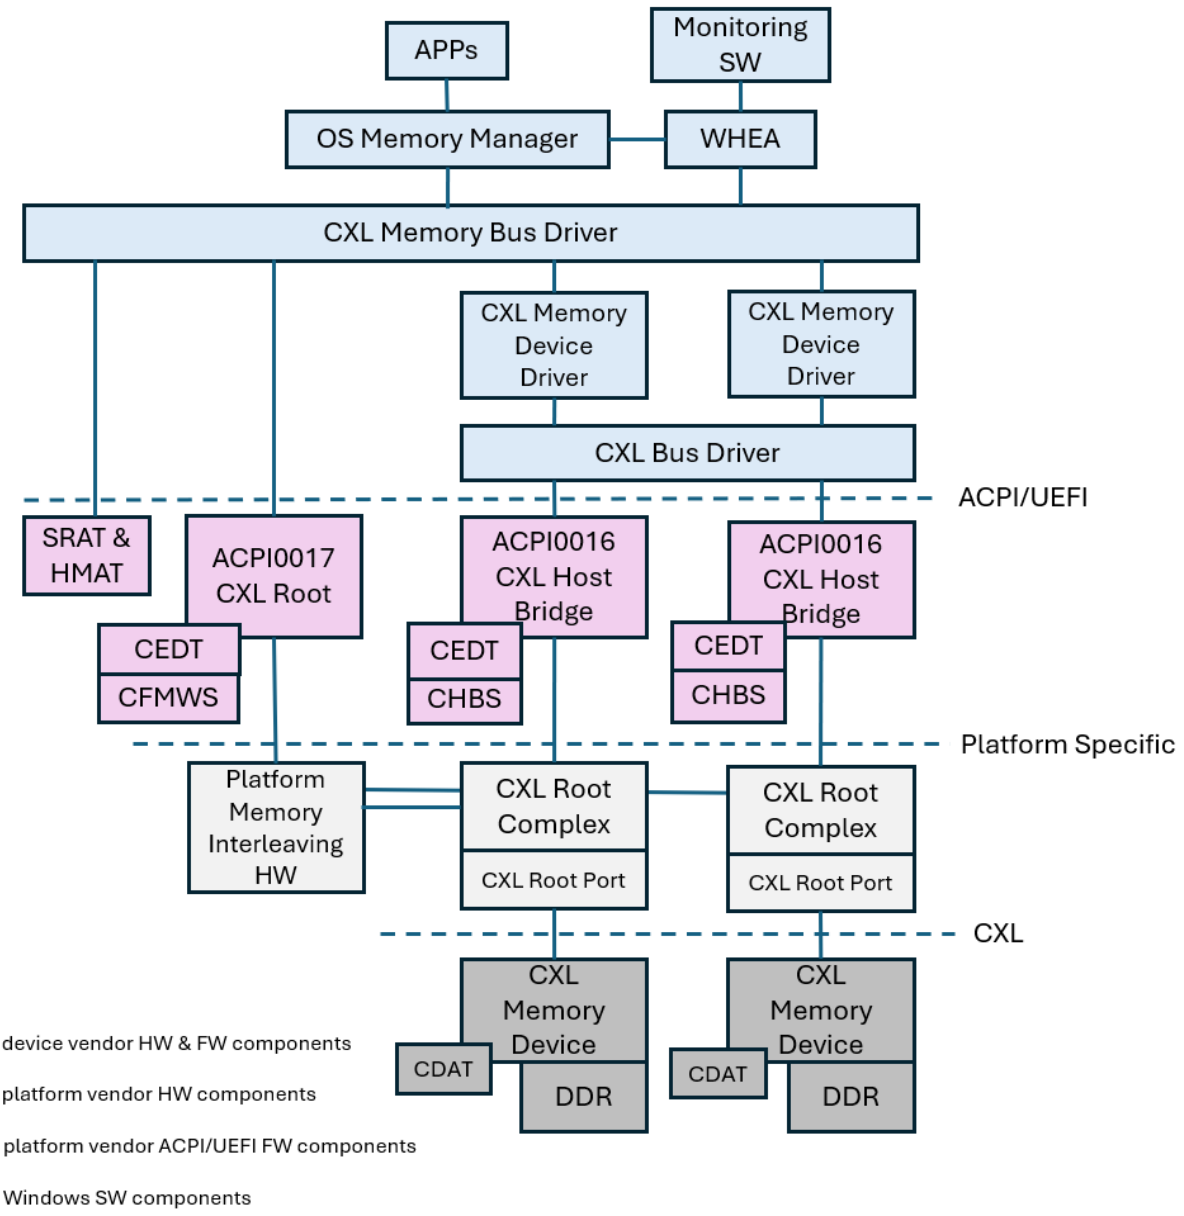 APPs
Monitoring
SW
OS Memory Manager
WHEA
CXL Memory Bus Driver
CXL Memory
Device
Driver
CXL Memory
Device
Driver
CXL Bus Driver
ACPI/UEFI
SRAT &
HMAT
ACPI0017
CXL Root
CEDT
CFMWS
ACPI0016
CXL Host
Bridge
CEDT
CHBS
ACPI0016
CXL Host
Bridge
CEDT
CHBS
Platform Specific
Platform
Memory
Interleaving
HW
CXL Root
Complex
CXL Root Port
CXL Root
Complex
CXL Root Port
CXL
CXL
Memory
Device
CDAT
DDR
CXL
Memory
Device
CDAT
DDR
device vendor HW & FW components
platform vendor HW components
platform vendor ACPI/UEFI FW components
Windows SW components